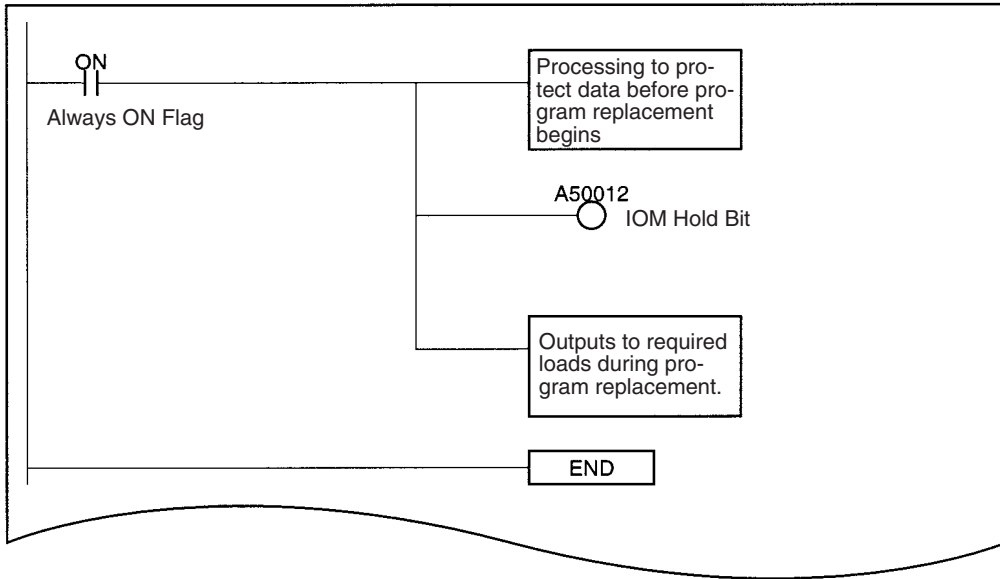 ON
Always ON Flag
Processing to pro-
tect data before pro-
gram replacement
begins
A50012
IOM Hold Bit
Outputs to required
loads during pro-
gram replacement.
END